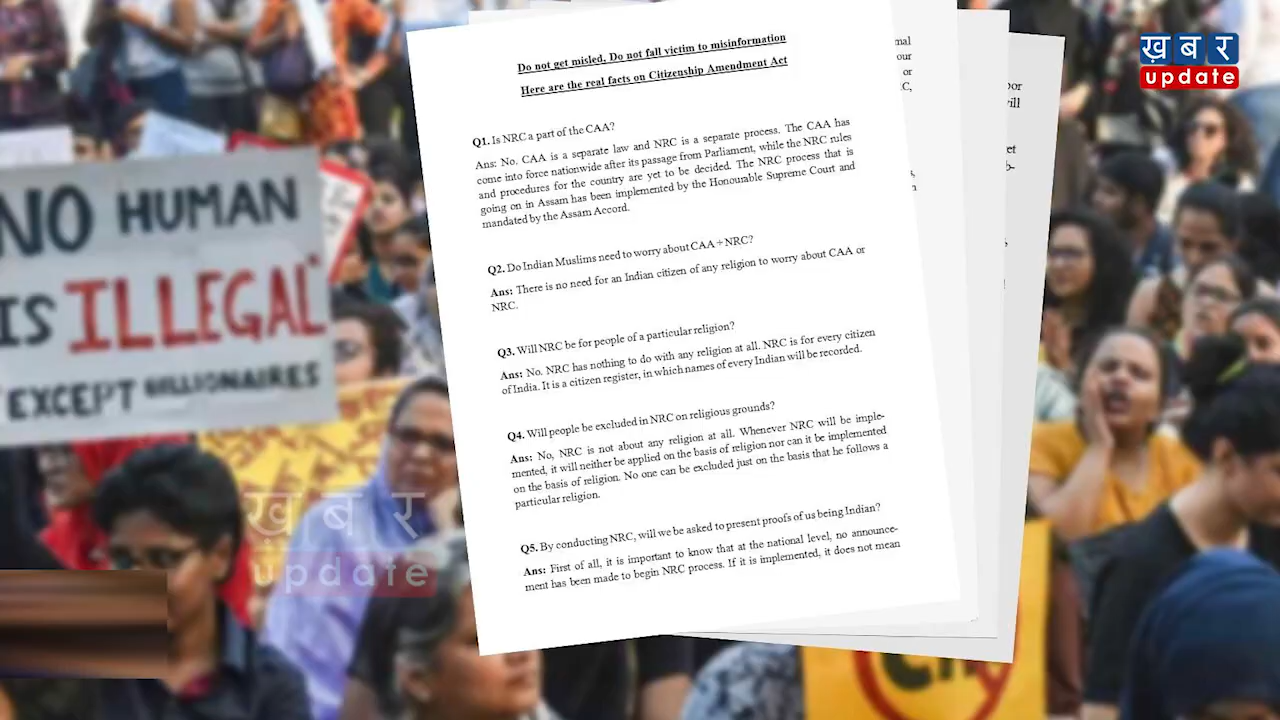 Do not get misled, Do not fall victim to misinformation
Here are the real facts on Citizenship Amendment Act
Q1. Is NRC a part of the CAA?
Ans: No. CAA is a separate law and NRC is a separate process. The CAA has
come into force nationwide after its passage from Parliament, while the NRC rules
and procedures for the country are yet to be decided. The NRC process that is
going on in Assam has been implemented by the Honourable Supreme Court and
mandated by the Assam Accord.
Q2. Do Indian Muslims need to worry about CAA+NRC?
Ans: There is no need for an Indian citizen of any religion to worry about CAA or
NRC.
Q3. Will NRC be for people of a particular religion?
Ans: No. NRC has nothing to do with any religion at all. NRC is for every citizen
of India. It is a citizen register, in which names of every Indian will be recorded.
Q4. Will people be excluded in NRC on religious grounds?
Ans: No, NRC is not about any religion at all. Whenever NRC will be imple-
mented, it will neither be applied on the basis of religion nor can it be implemented
on the basis of religion. No one can be excluded just on the basis that he follows a
particular religion.
Q5. By conducting NRC, will we be asked to present proofs of us being Indian?
Ans: First of all, it is important to know that at the national level, no announce-
ment has been made to begin NRC process. If it is implemented, it does not mean
ख़बर
update
NO HUMAN
IS ILLEGAL
EXCEPT BILLIONAIRES
ख़बर
update